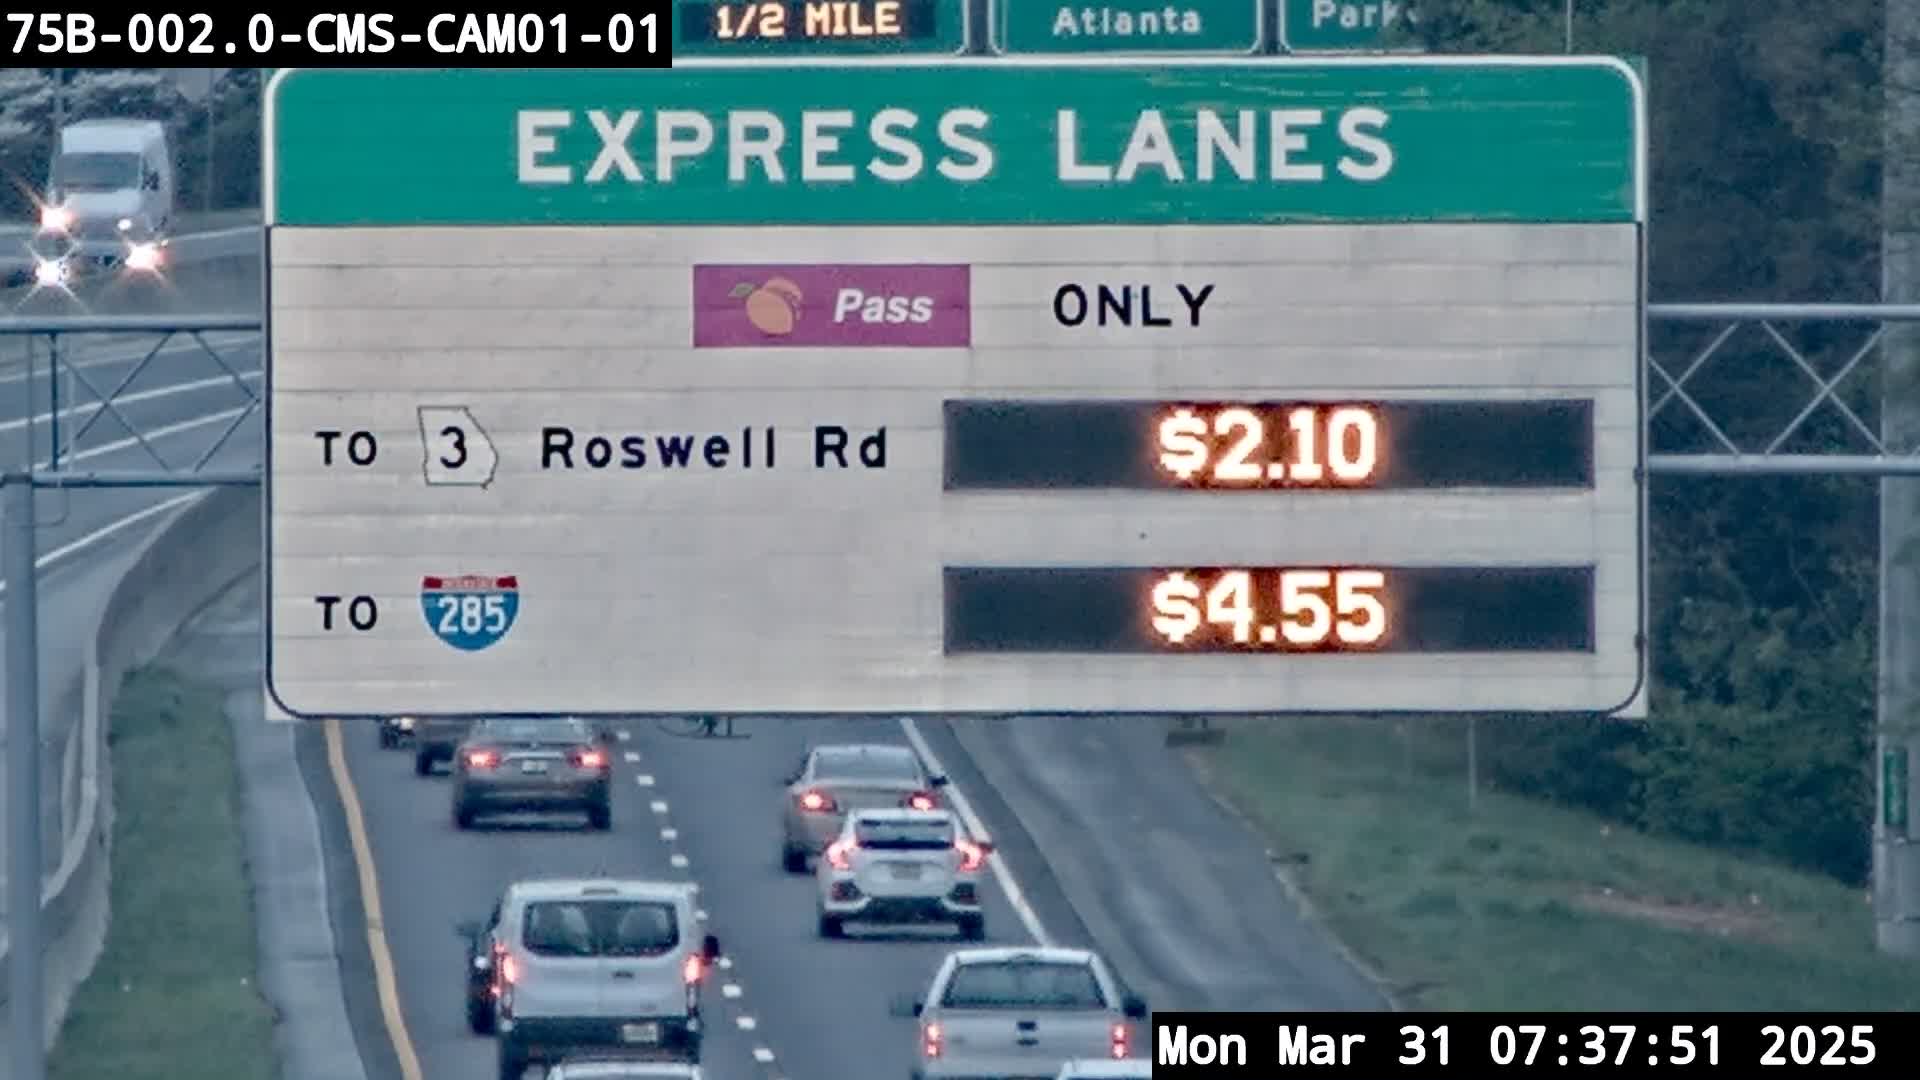 75B-002.0-CMS-CAM01-01
1/2 MILE
Atlanta
EXPRESS LANES
Pass ONLY
TO 3 Roswell Rd $2.10
TO INTERSTATE 285 $4.55
Mon Mar 31 07:37:51 2025